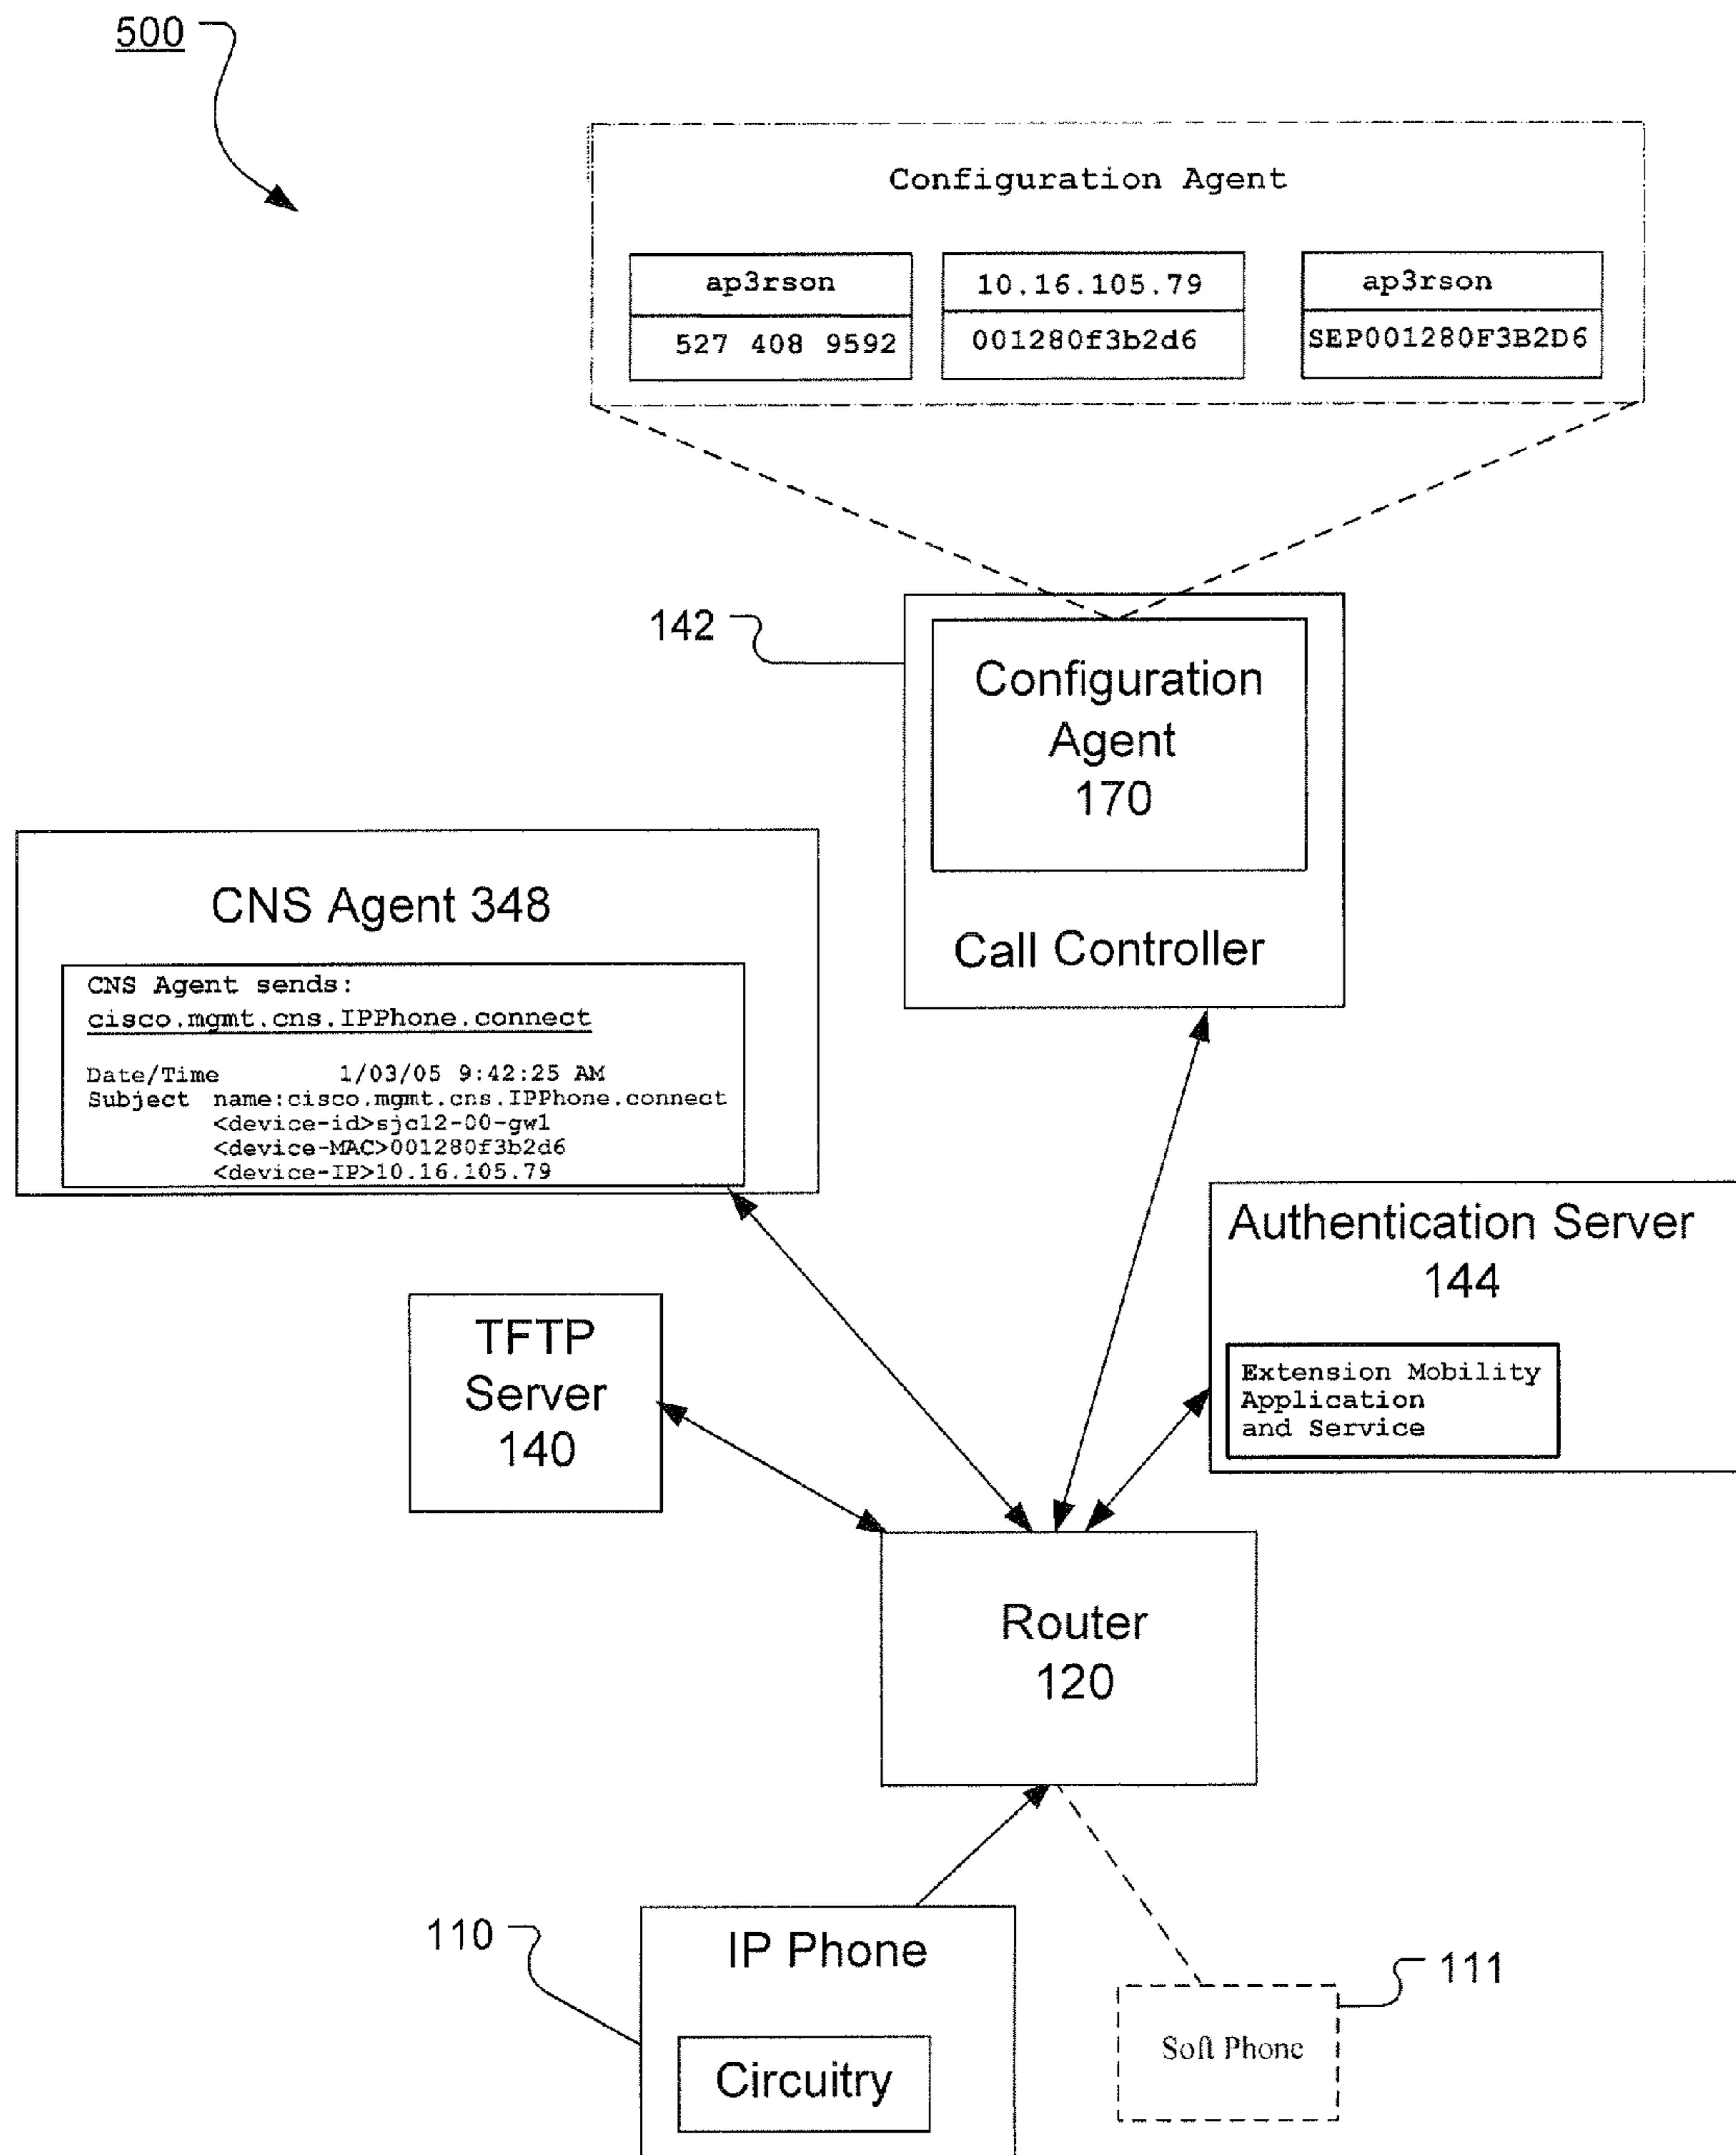 500
Configuration Agent
ap3rson
527 408 9592
10.16.105.79
001280f3b2d6
ap3rson
SEP001280F3B2D6
142
Configuration
Agent
170
Call Controller
CNS Agent 348
CNS Agent sends:
cisco.mgmt.cns.IPPhone.connect
Date/Time 1/03/05 9:42:25 AM
Subject name:cisco.mgmt.cns.IPPhone.connect
<device-id>sjc12-00-gw1
<device-MAC>001280f3b2d6
<device-IP>10.16.105.79
Authentication Server
144
Extension Mobility
Application
and Service
TFTP
Server
140
Router
120
110
IP Phone
Circuitry
111
Soft Phone